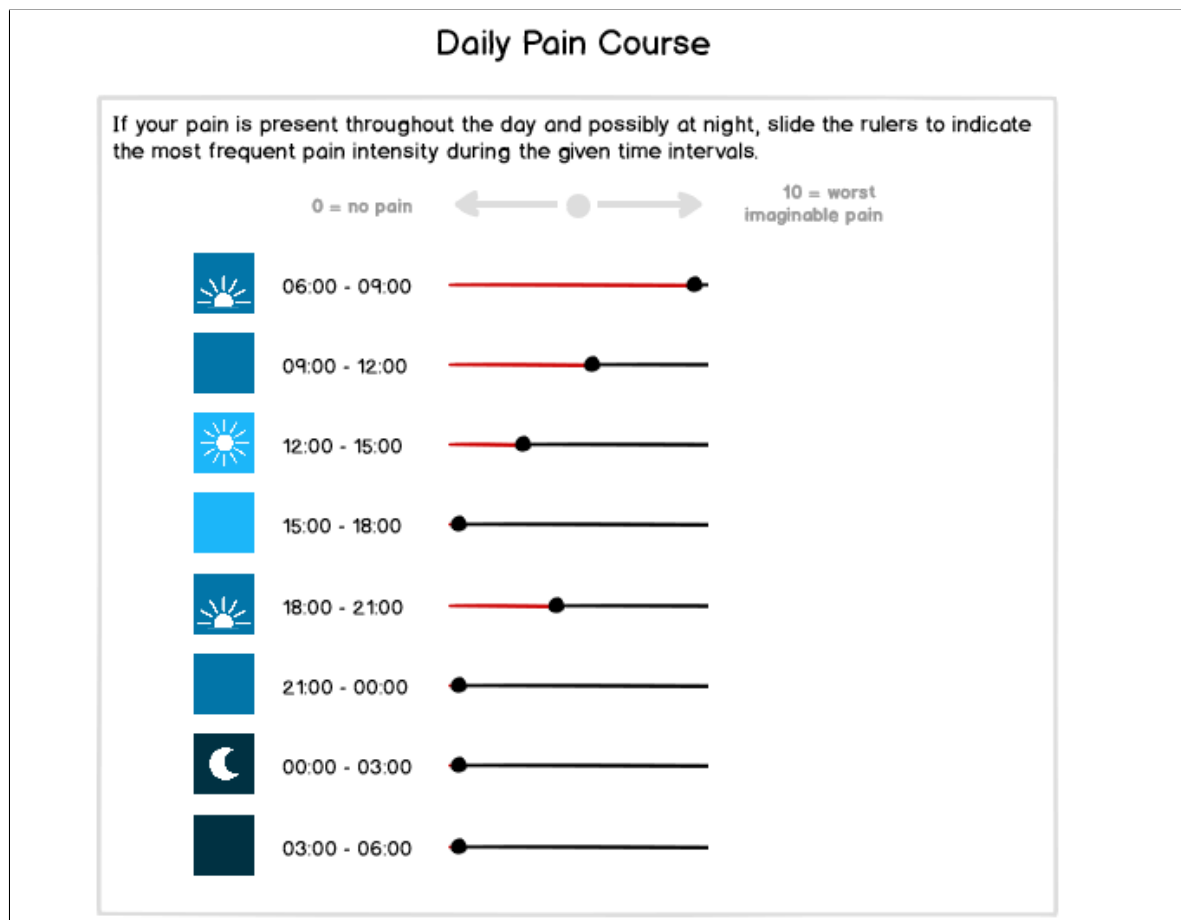 Daily Pain Course
If your pain is present throughout the day and possibly at night, slide the rulers to indicate
the most frequent pain intensity during the given time intervals.
0 = no pain
10 = worst
imaginable pain
06:00 - 09:00
09:00 - 12:00
12:00 - 15:00
15:00 - 18:00
18:00 - 21:00
21:00 - 00:00
00:00 - 03:00
03:00 - 06:00